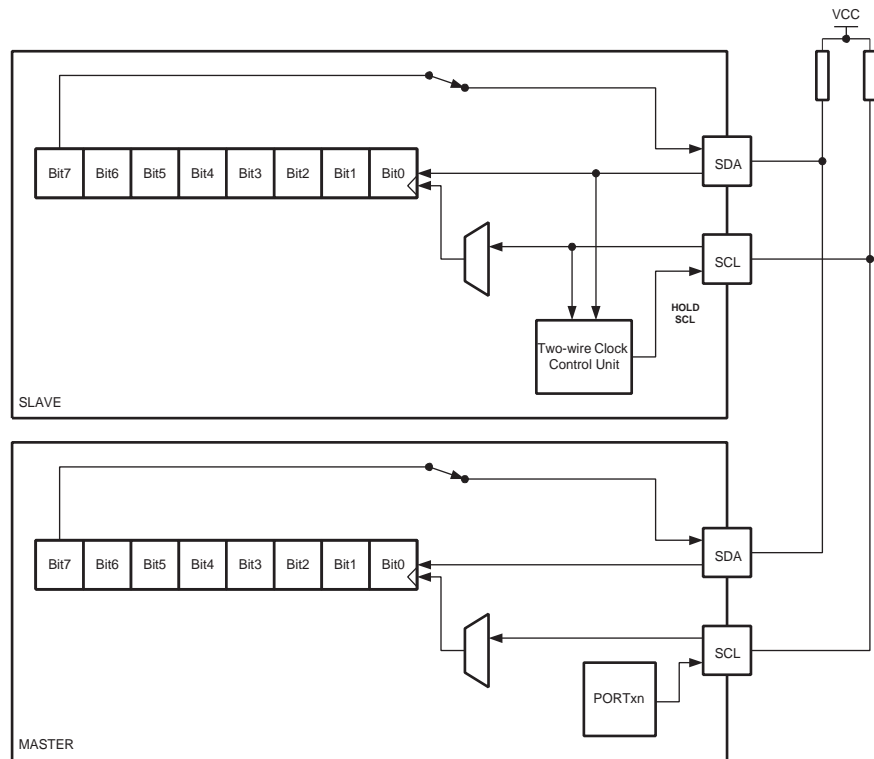 VCC
Bit7 Bit6 Bit5 Bit4 Bit3 Bit2 Bit1 Bit0
SDA
SCL
HOLD
SCL
Two-wire Clock
Control Unit
SLAVE
Bit7 Bit6 Bit5 Bit4 Bit3 Bit2 Bit1 Bit0
SDA
SCL
PORTxn
MASTER